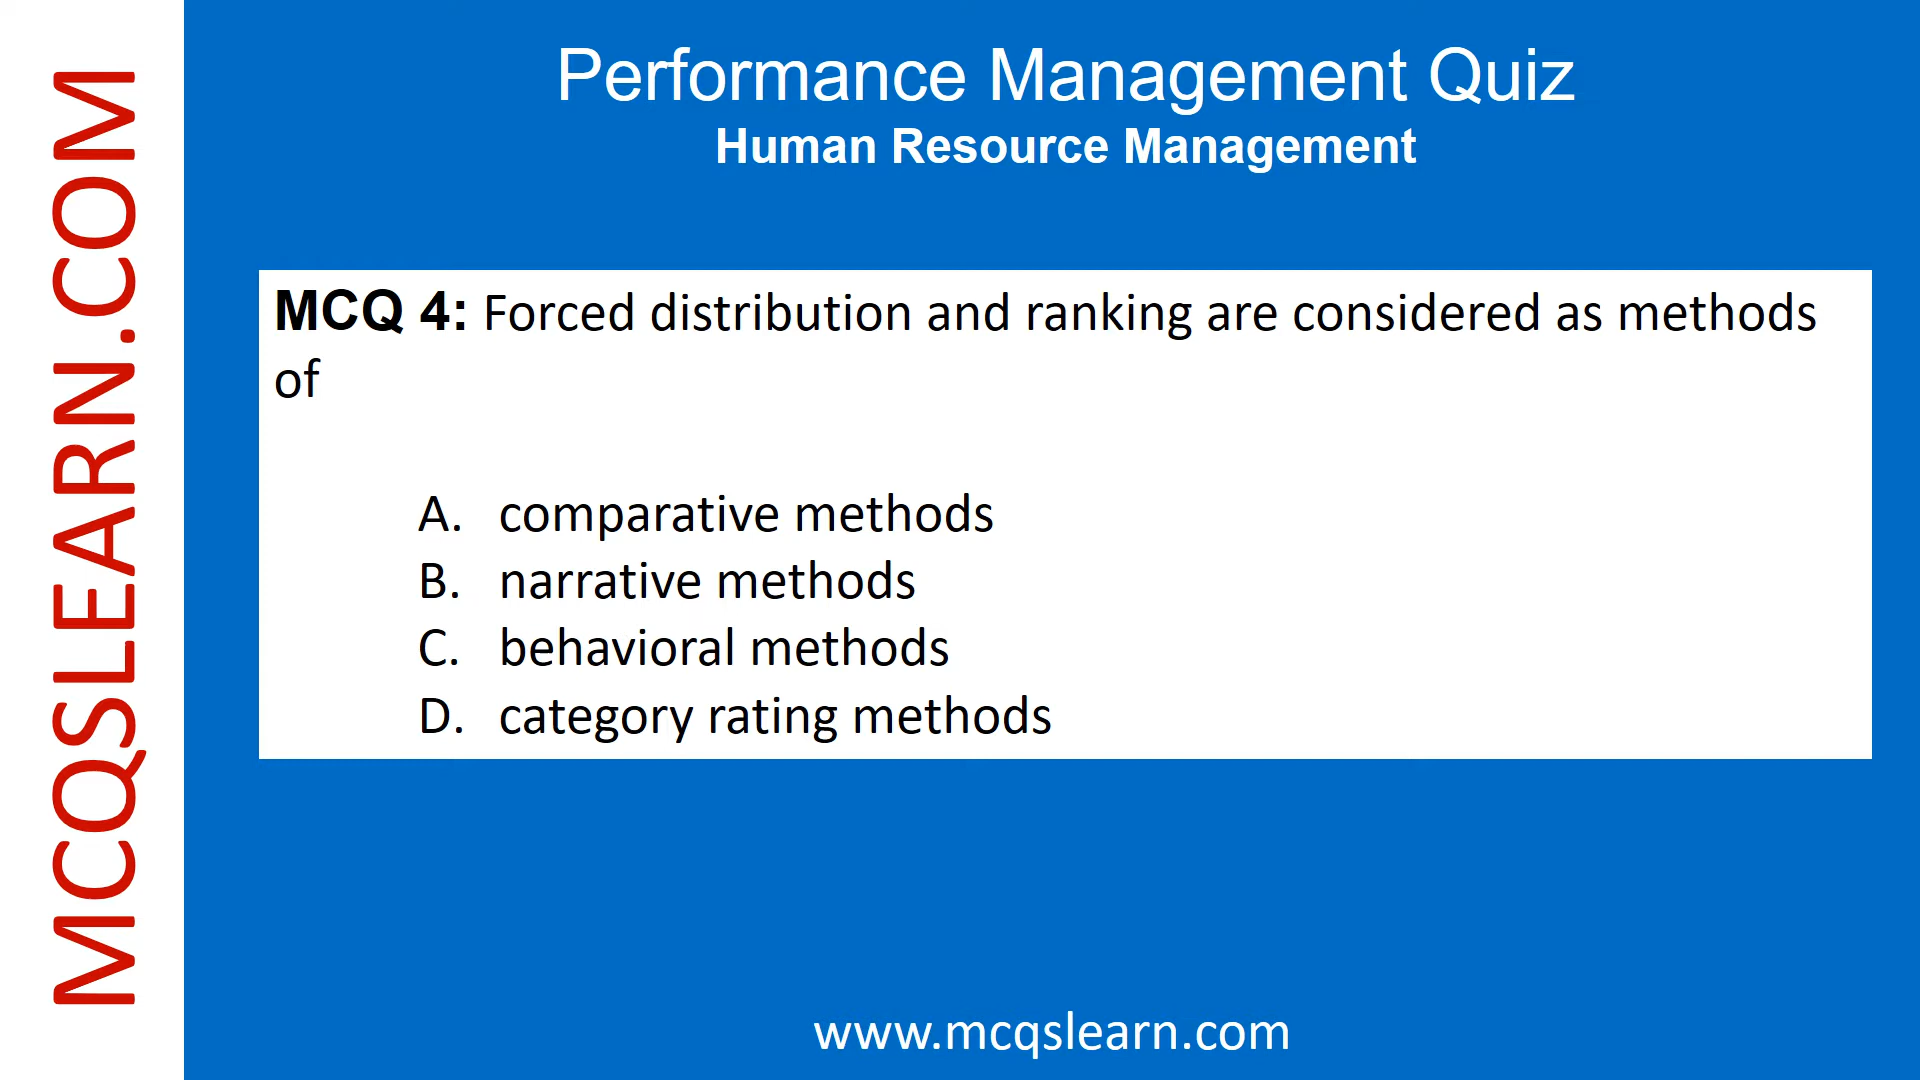 MCQSLEARN.COM
Performance Management Quiz
Human Resource Management
MCQ 4: Forced distribution and ranking are considered as methods
of
A. comparative methods
B. narrative methods
C. behavioral methods
D. category rating methods
www.mcqslearn.com